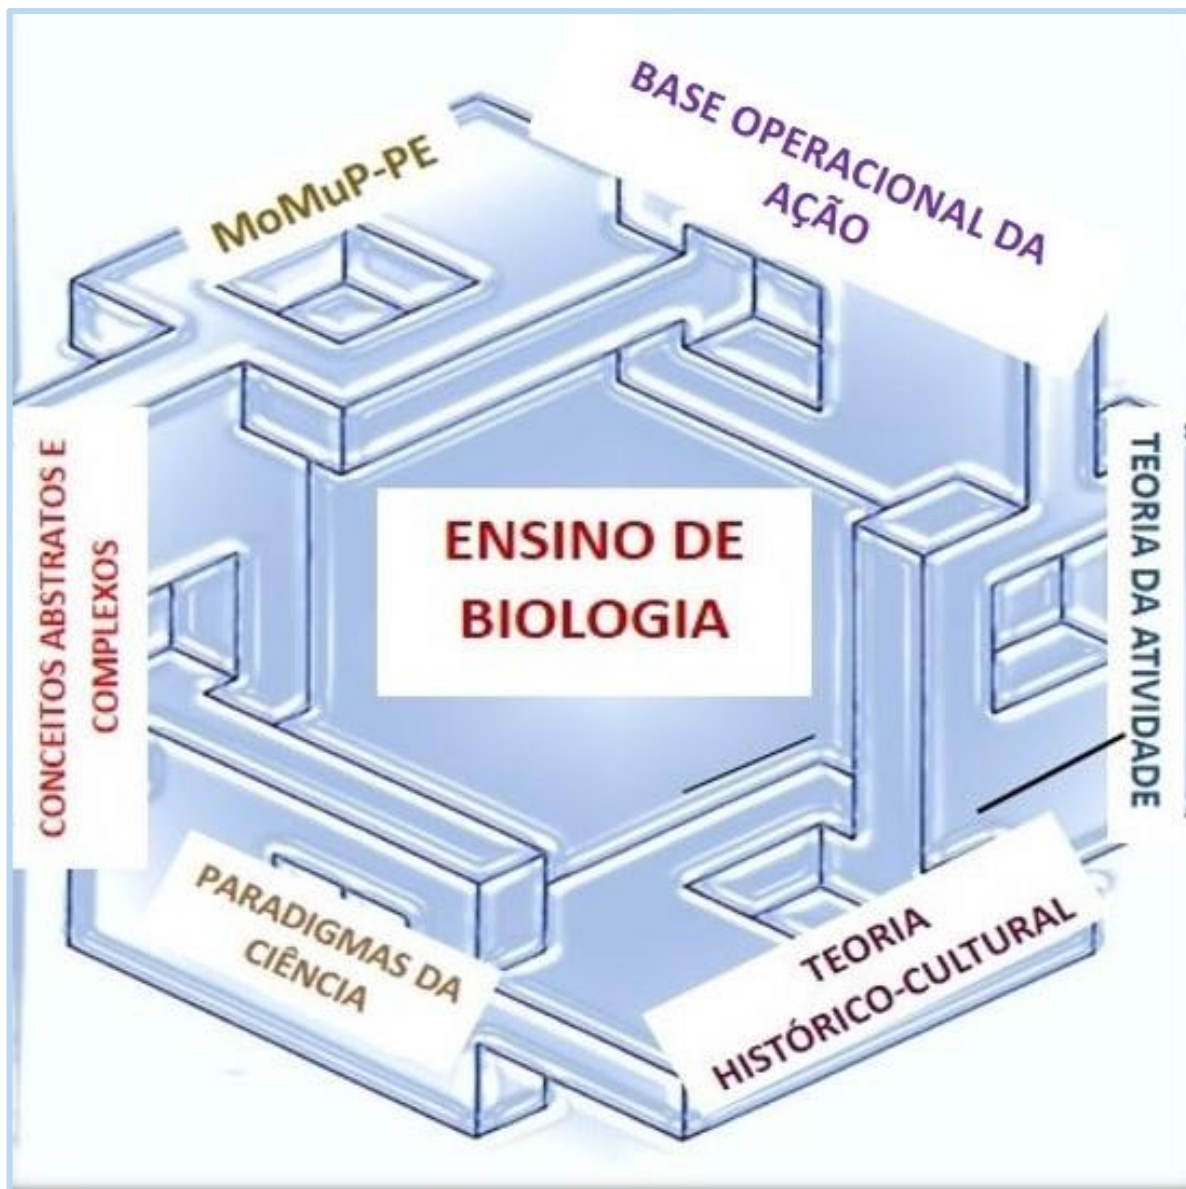 MoMuP-PE
BASE OPERACIONAL DA
AÇÃO
CONCEITOS ABSTRATOS E
COMPLEXOS
ENSINO DE
BIOLOGIA
TEORIA DA ATIVIDADE
PARADIGMAS DA
CIÊNCIA
TEORIA
HISTÓRICO-CULTURAL